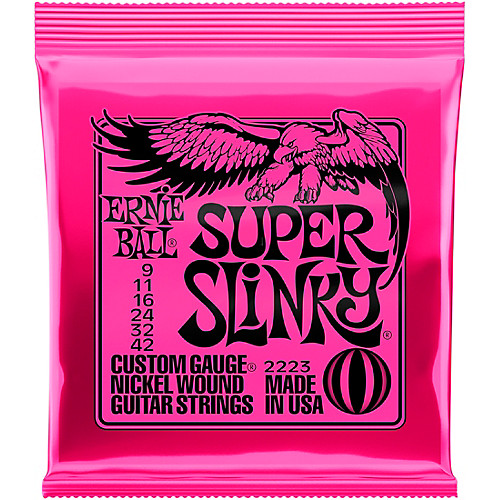 ERNIE
BALL®
SUPER
SLINKY
9
11
16
24
32
42
CUSTOM GAUGE® 2223
NICKEL WOUND MADE
GUITAR STRINGS IN USA